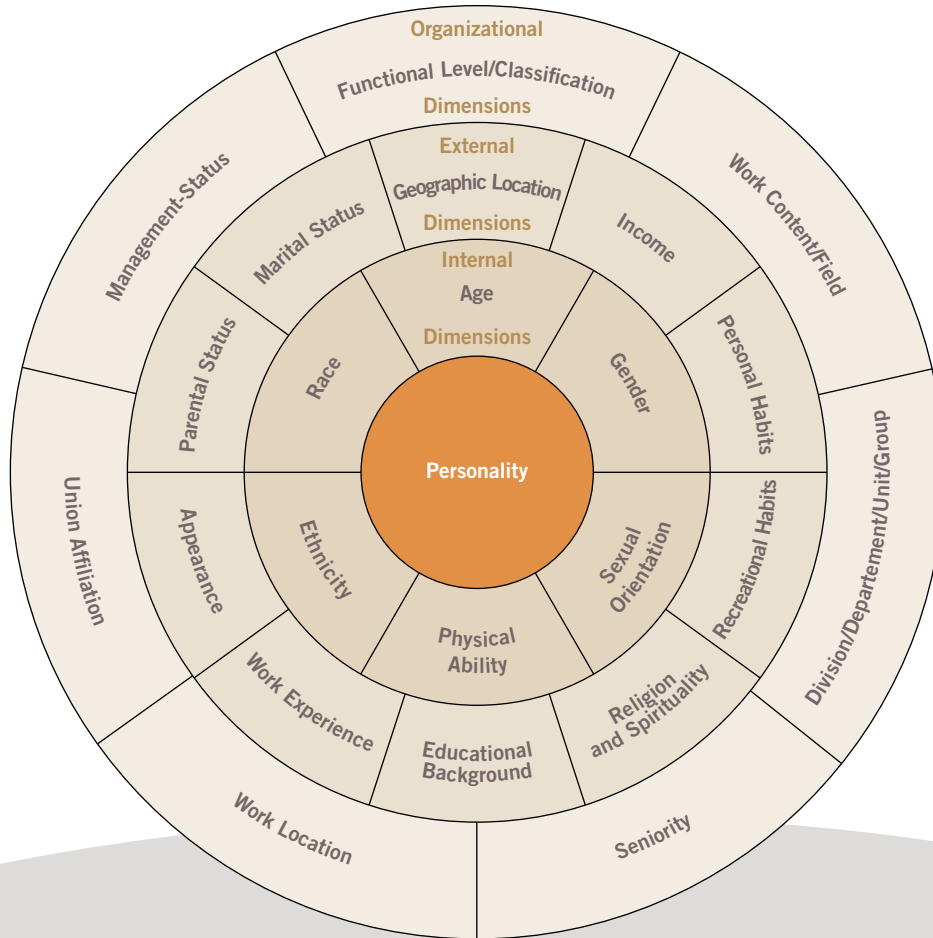 Organizational
Functional Level/Classification
Dimensions
Work Content/Field
Division/Departement/Unit/Group
Seniority
Work Location
Union Affiliation
Management-Status
External
Geographic Location
Dimensions
Income
Personal Habits
Recreational Habits
Religion
and Spirituality
Educational
Background
Work Experience
Appearance
Parental Status
Marital Status
Internal
Age
Dimensions
Gender
Sexual
Orientation
Physical
Ability
Ethnicity
Race
Personality